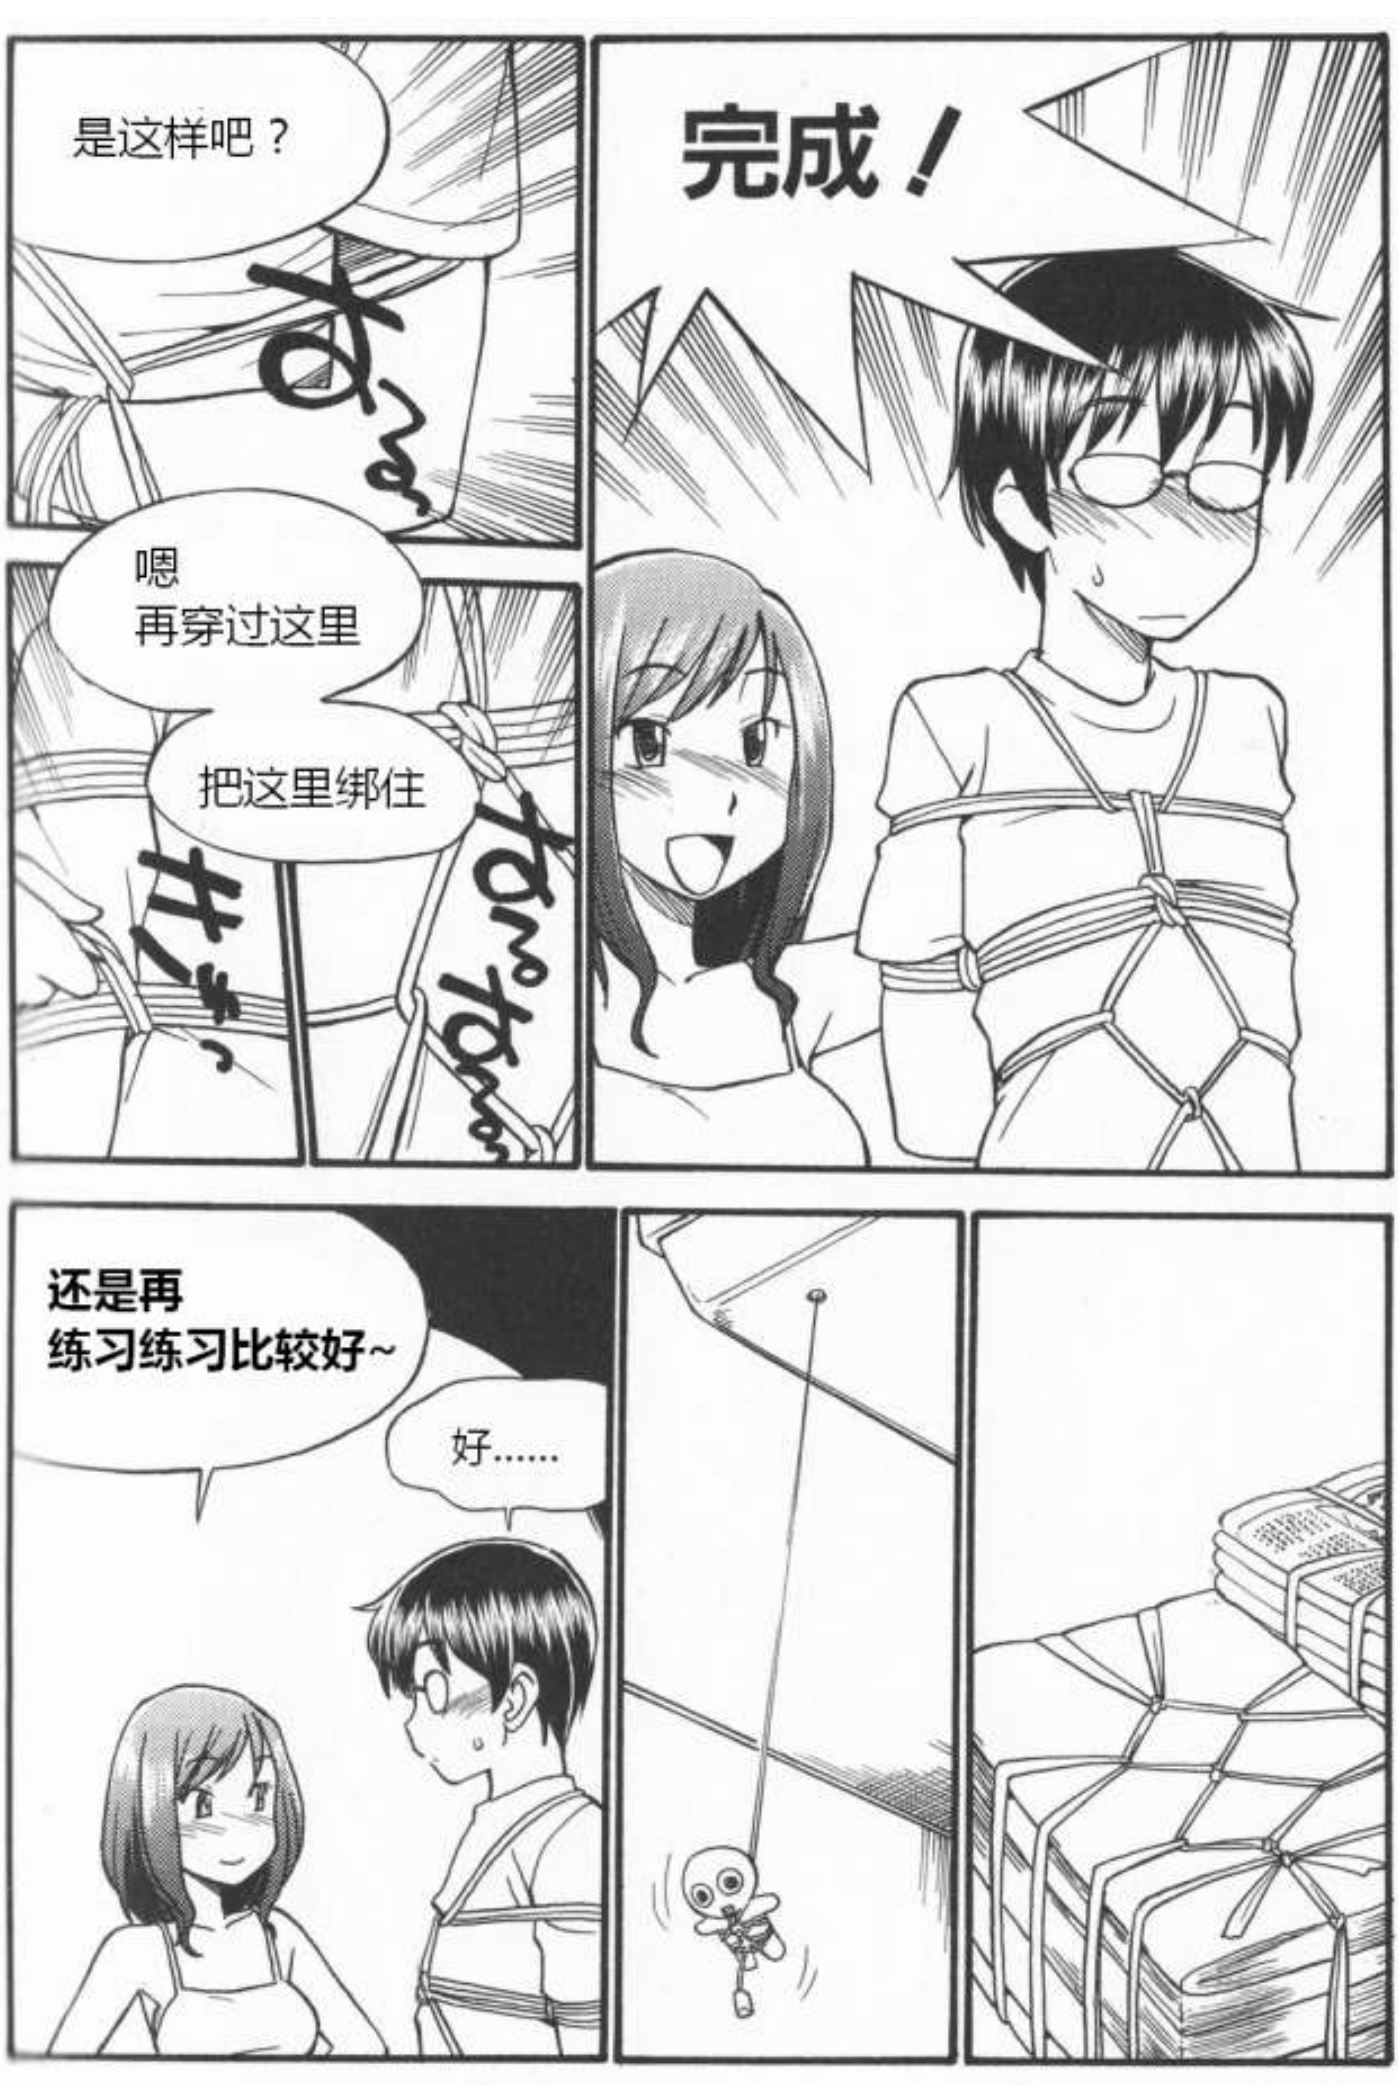 是这样吧？
嗯
再穿过这里
把这里绑住
完成！
还是再
练习练习比较好~
好……